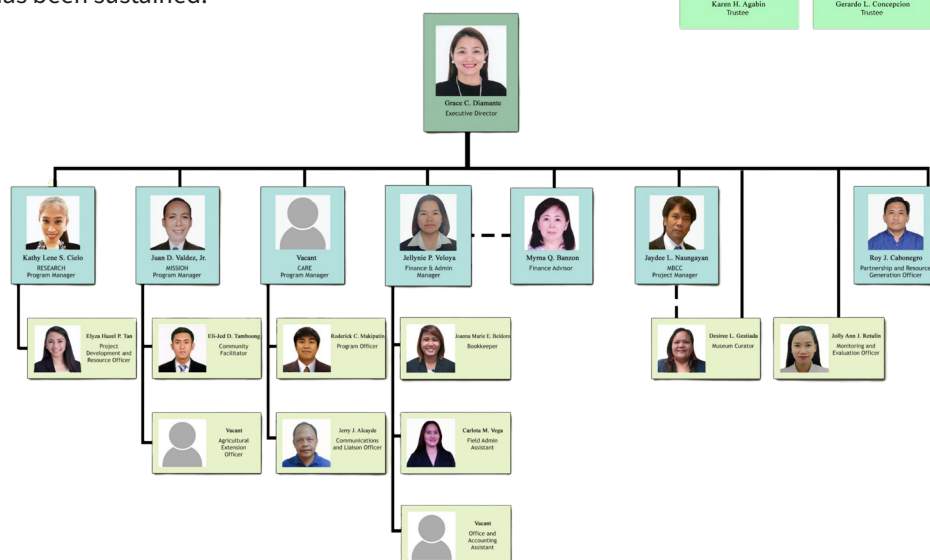 has been sustained.
Karen H. Agabin
Trustee
Gerardo L. Concepcion
Trustee
Grace C. Diamante
Executive Director
Kathy Lene S. Cielo
RESEARCH
Program Manager
Juan D. Valdez, Jr.
MISSION
Program Manager
Vacant
CARE
Program Manager
Jellynie P. Veloya
Finance & Admin
Manager
Myrna Q. Banzon
Finance Advisor
Jaydee L. Naungayan
MBCC
Project Manager
Roy J. Cabonegro
Partnership and Resource
Generation Officer
Elyza Hazel P. Tan
Project
Development and
Resource Officer
Eli-Jed D. Tamboong
Community
Facilitator
Roderick C. Makipatin
Program Officer
Joanna Marie E. Beldoro
Bookkeeper
Desiree L. Gestiada
Museum Curator
Jolly Ann J. Retulin
Monitoring and
Evaluation Officer
Vacant
Agricultural
Extension
Officer
Jerry J. Alcayde
Communications
and Liaison Officer
Carlota M. Vega
Field Admin
Assistant
Vacant
Office and
Accounting
Assistant